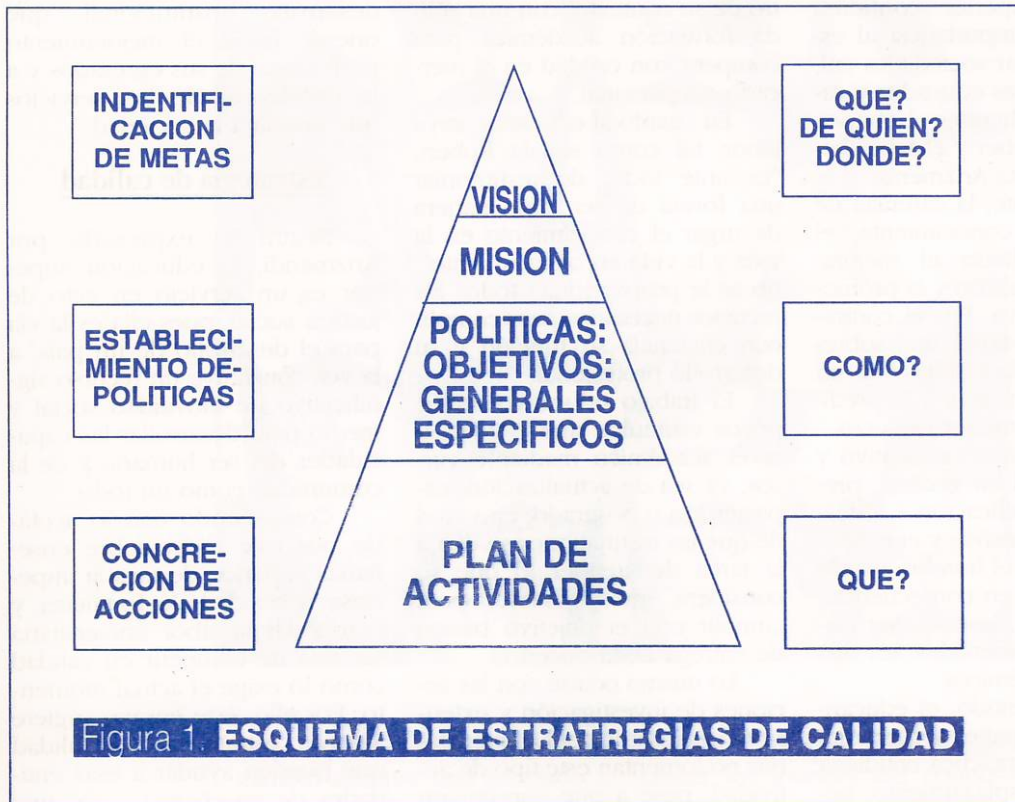 INDENTIFI-
CACION
DE METAS
VISION
MISION
QUE?
DE QUIEN?
DONDE?
ESTABLECI-
MIENTO DE-
POLITICAS
POLITICAS:
OBJETIVOS:
GENERALES
ESPECIFICOS
COMO?
CONCRE-
CION DE
ACCIONES
PLAN DE
ACTIVIDADES
QUE?
Figura 1. ESQUEMA DE ESTRATREGIAS DE CALIDAD